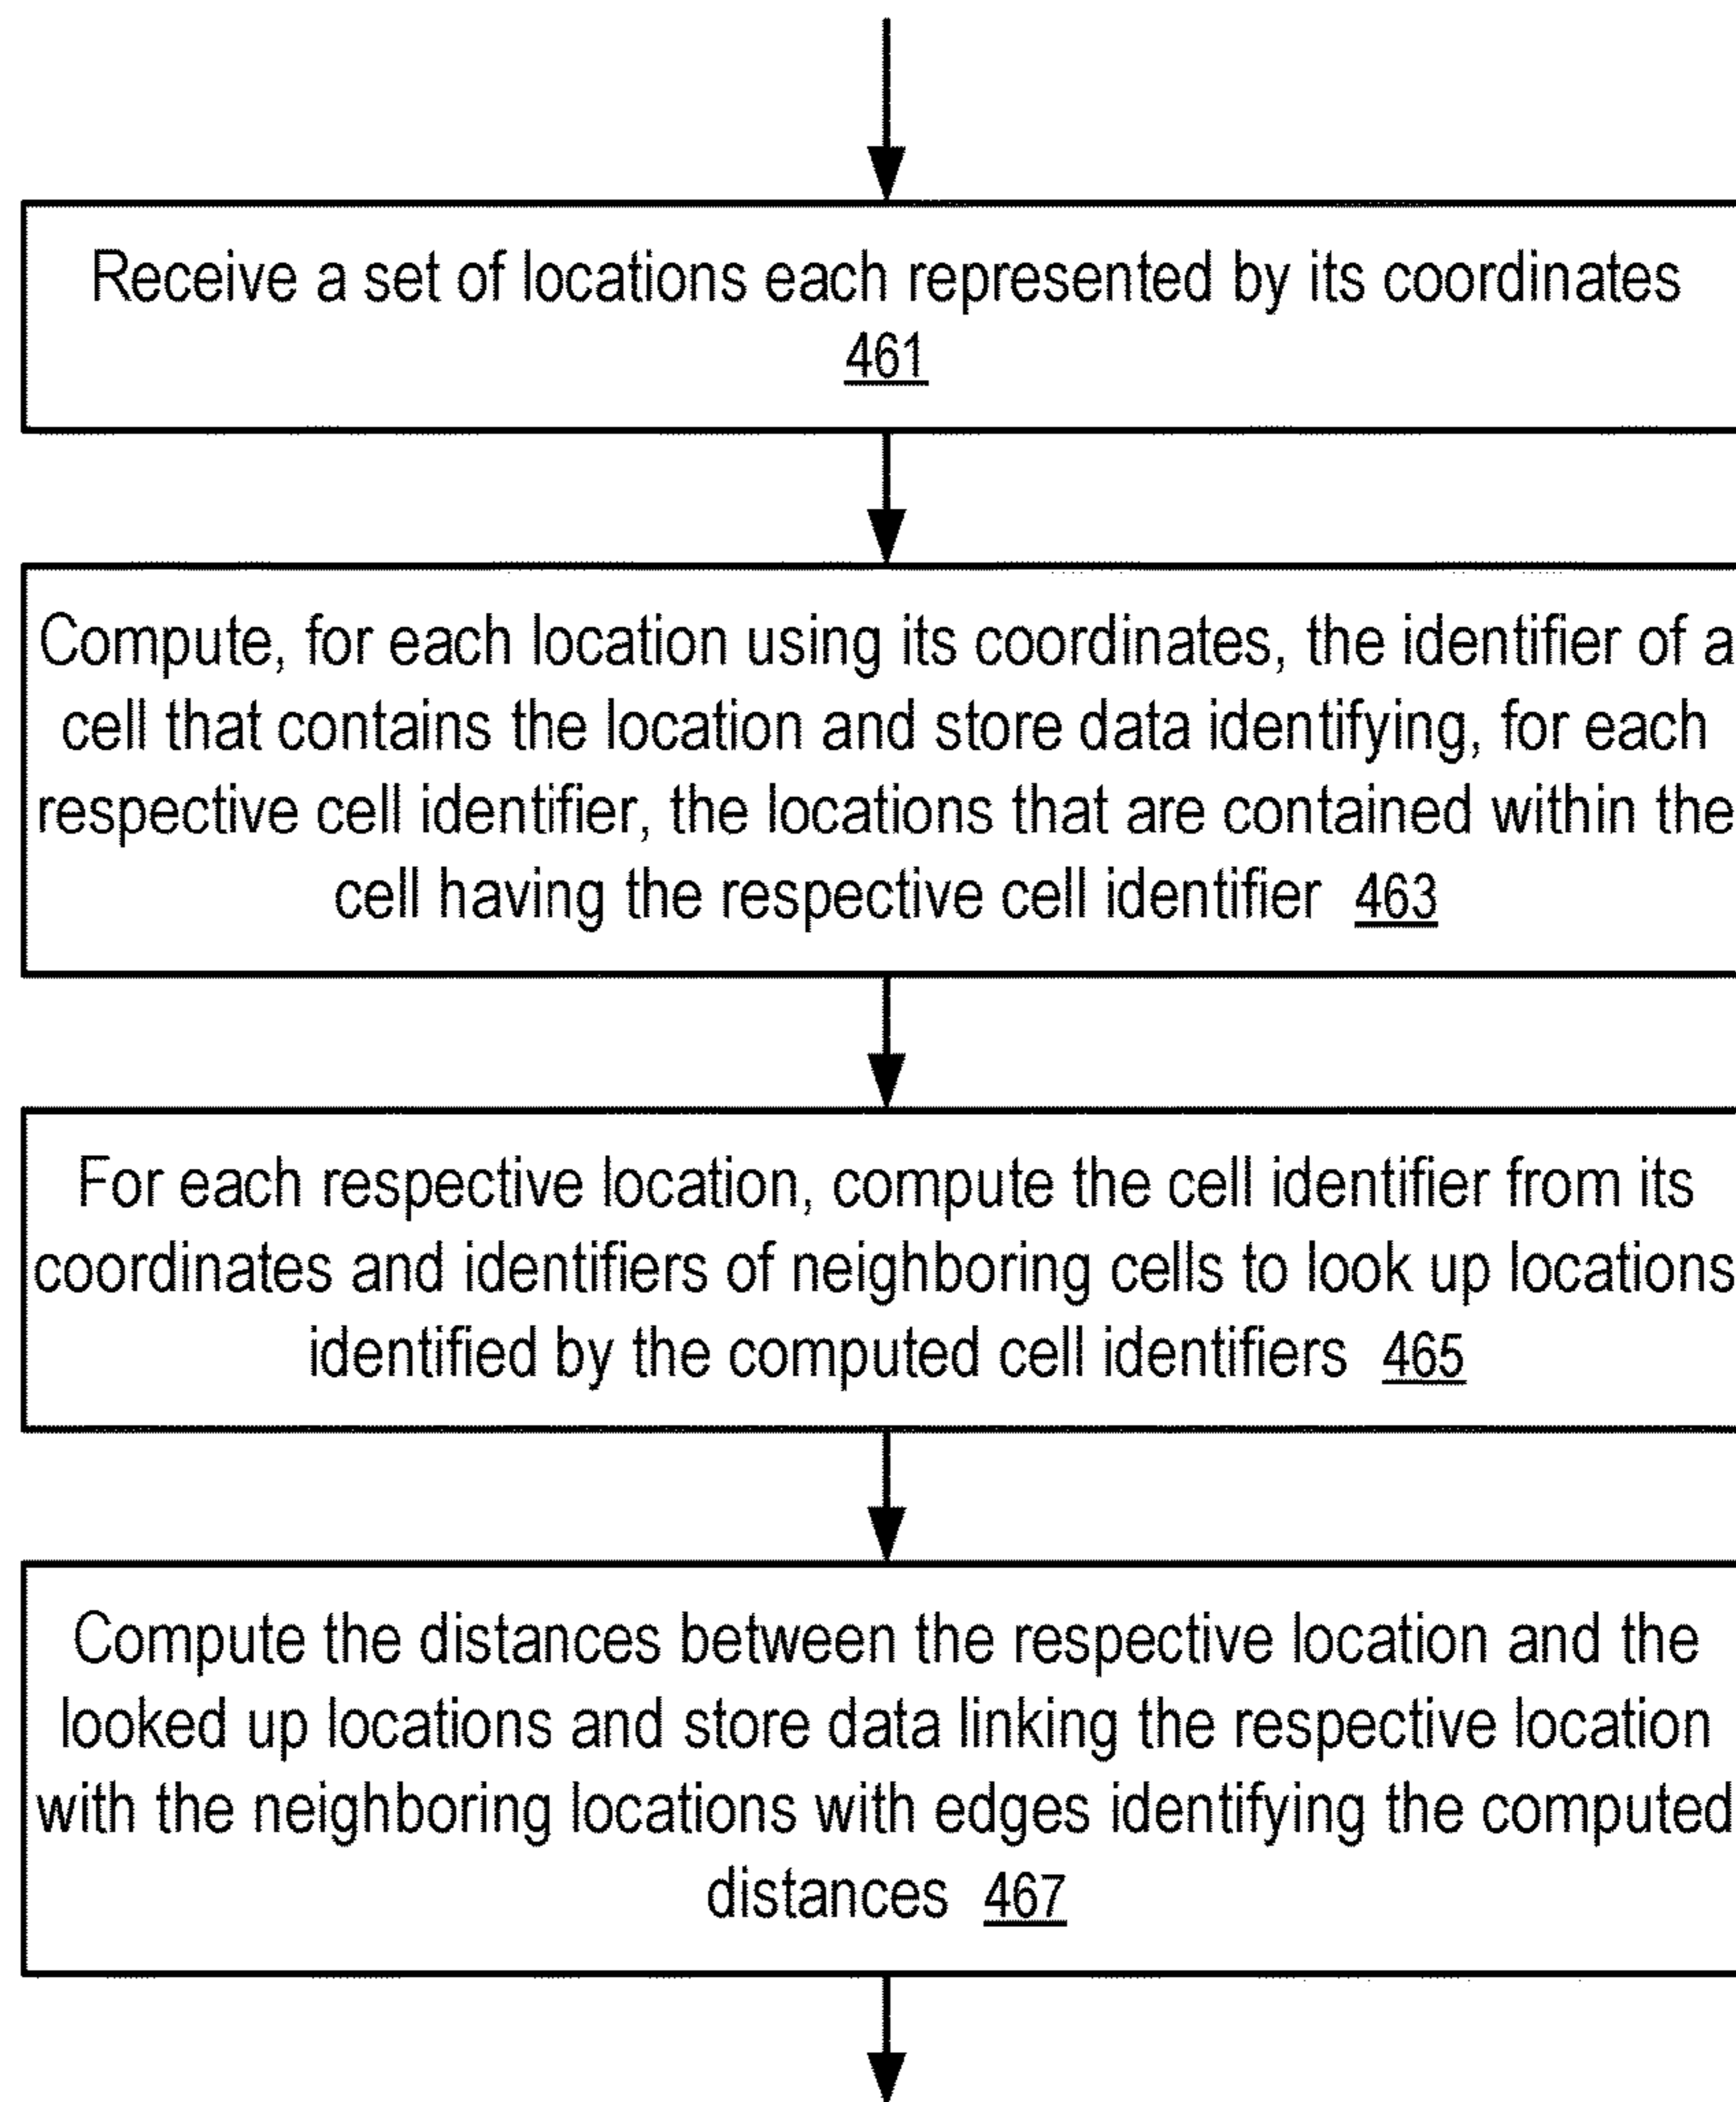 Receive a set of locations each represented by its coordinates
461
Compute, for each location using its coordinates, the identifier of a
cell that contains the location and store data identifying, for each
respective cell identifier, the locations that are contained within the
cell having the respective cell identifier 463
For each respective location, compute the cell identifier from its
coordinates and identifiers of neighboring cells to look up locations
identified by the computed cell identifiers 465
Compute the distances between the respective location and the
looked up locations and store data linking the respective location
with the neighboring locations with edges identifying the computed
distances 467